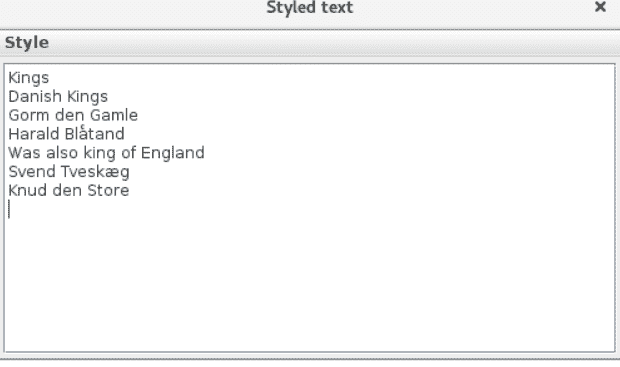 Styled text
Style
Kings
Danish Kings
Gorm den Gamle
Harald Blåtand
Was also king of England
Svend Tveskæg
Knud den Store